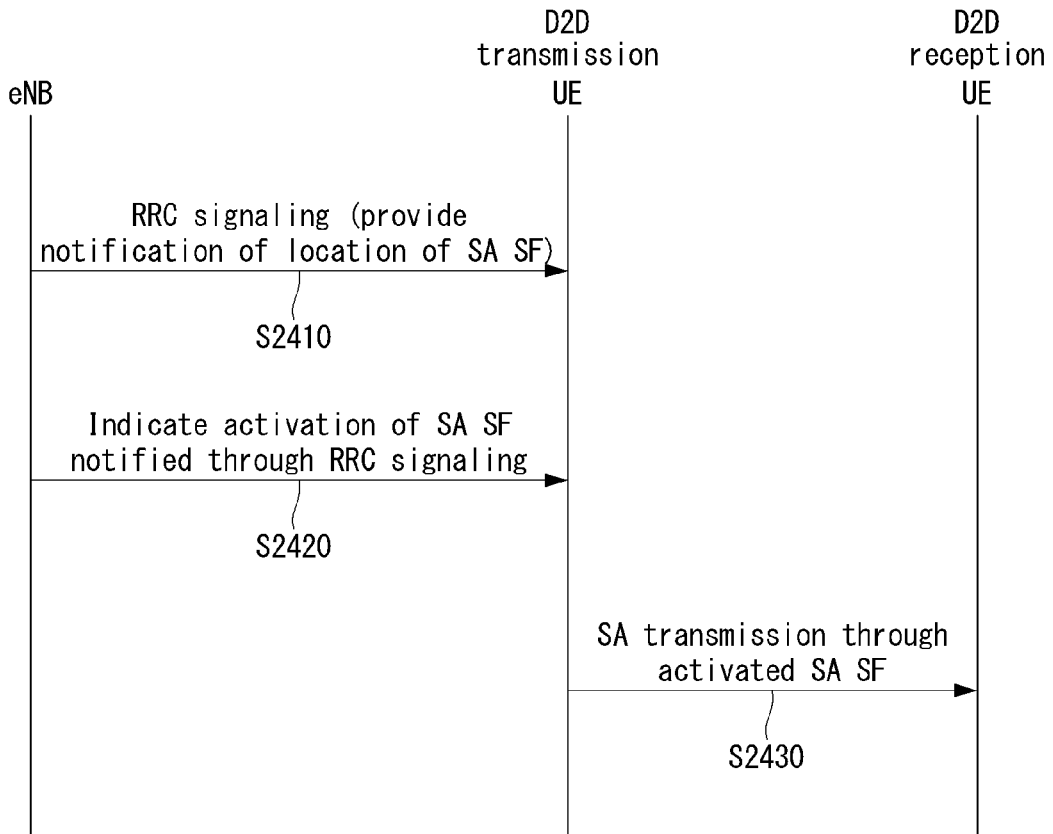 D2D
transmission
UE
D2D
reception
UE
eNB
RRC signaling (provide
notification of location of SA SF)
S2410
Indicate activation of SA SF
notified through RRC signaling
S2420
SA transmission through
activated SA SF
S2430